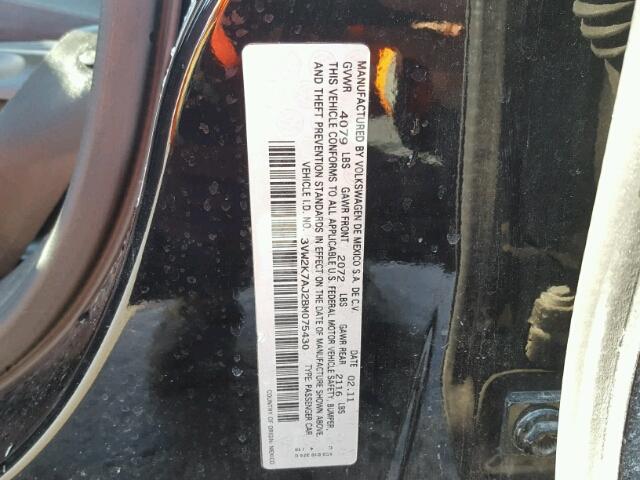 MANUFACTURED BY VOLKSWAGEN DE MEXICO S.A. DE C.V.
GVWR 4079 LBS GAWR FRONT 2072 LBS GAWR REAR 2116 LBS DATE 02.11
THIS VEHICLE CONFORMS TO ALL APPLICABLE U.S. FEDERAL MOTOR VEHICLE SAFETY, BUMPER,
AND THEFT PREVENTION STANDARDS IN EFFECT ON THE DATE OF MANUFACTURE SHOWN ABOVE.
VEHICLE I.D. NO. 3VW2K7AJ2BM075430 TYPE: PASSENGER CAR
COUNTRY OF ORIGIN: MEXICO